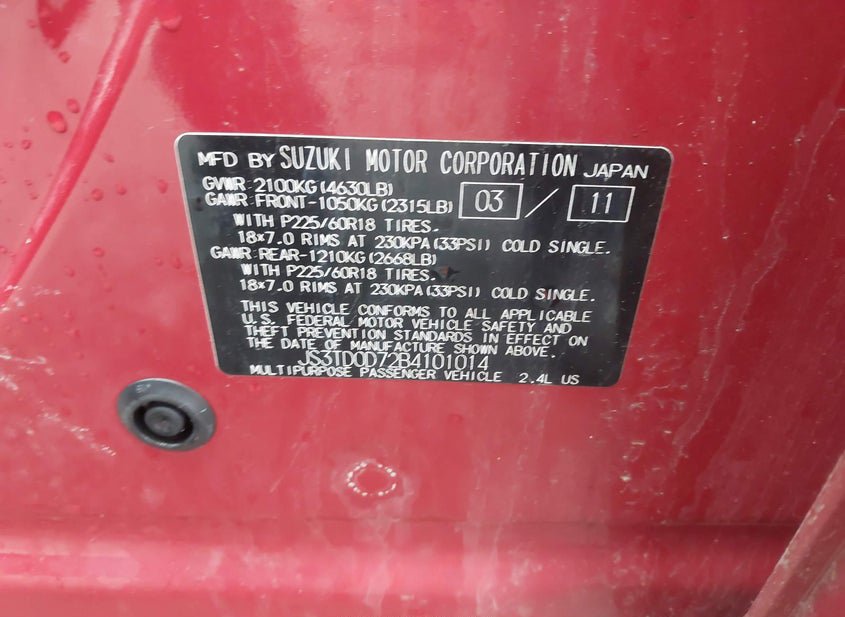 MFD BY SUZUKI MOTOR CORPORATION JAPAN
GVWR: 2100KG(4630LB)
GAWR: FRONT-1050KG(2315LB) 03 / 11
WITH P225/60R18 TIRES.
18×7.0 RIMS AT 230KPA(33PSI) COLD SINGLE.
GAWR: REAR-1210KG(2668LB)
WITH P225/60R18 TIRES.
18×7.0 RIMS AT 230KPA(33PSI) COLD SINGLE.
THIS VEHICLE CONFORMS TO ALL APPLICABLE
U.S. FEDERAL MOTOR VEHICLE SAFETY AND
THEFT PREVENTION STANDARDS IN EFFECT ON
THE DATE OF MANUFACTURE SHOWN ABOVE.
JS3TD0D72B4101014
MULTIPURPOSE PASSENGER VEHICLE 2.4L US